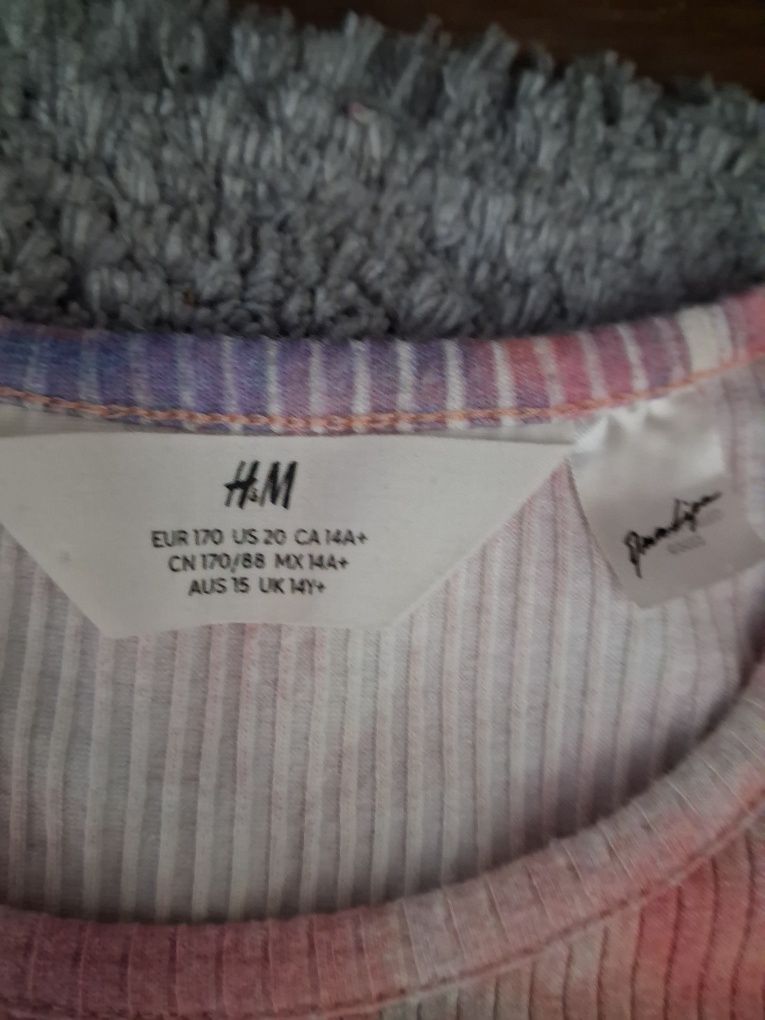 H&M
EUR 170 US 20 CA 14A+
CN 170/88 MX 14A+
AUS 15 UK 14Y+